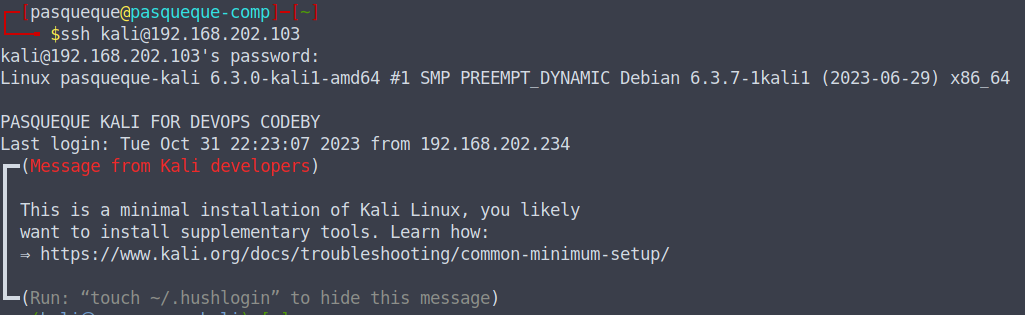 [pasqueque@pasqueque-comp]-[~]
$ssh kali@192.168.202.103
kali@192.168.202.103's password:
Linux pasqueque-kali 6.3.0-kali1-amd64 #1 SMP PREEMPT_DYNAMIC Debian 6.3.7-1kali1 (2023-06-29) x86_64
PASQUEQUE KALI FOR DEVOPS CODEBY
Last login: Tue Oct 31 22:23:07 2023 from 192.168.202.234
(Message from Kali developers)
This is a minimal installation of Kali Linux, you likely
want to install supplementary tools. Learn how:
⇒ https://www.kali.org/docs/troubleshooting/common-minimum-setup/
(Run: “touch ~/.hushlogin” to hide this message)